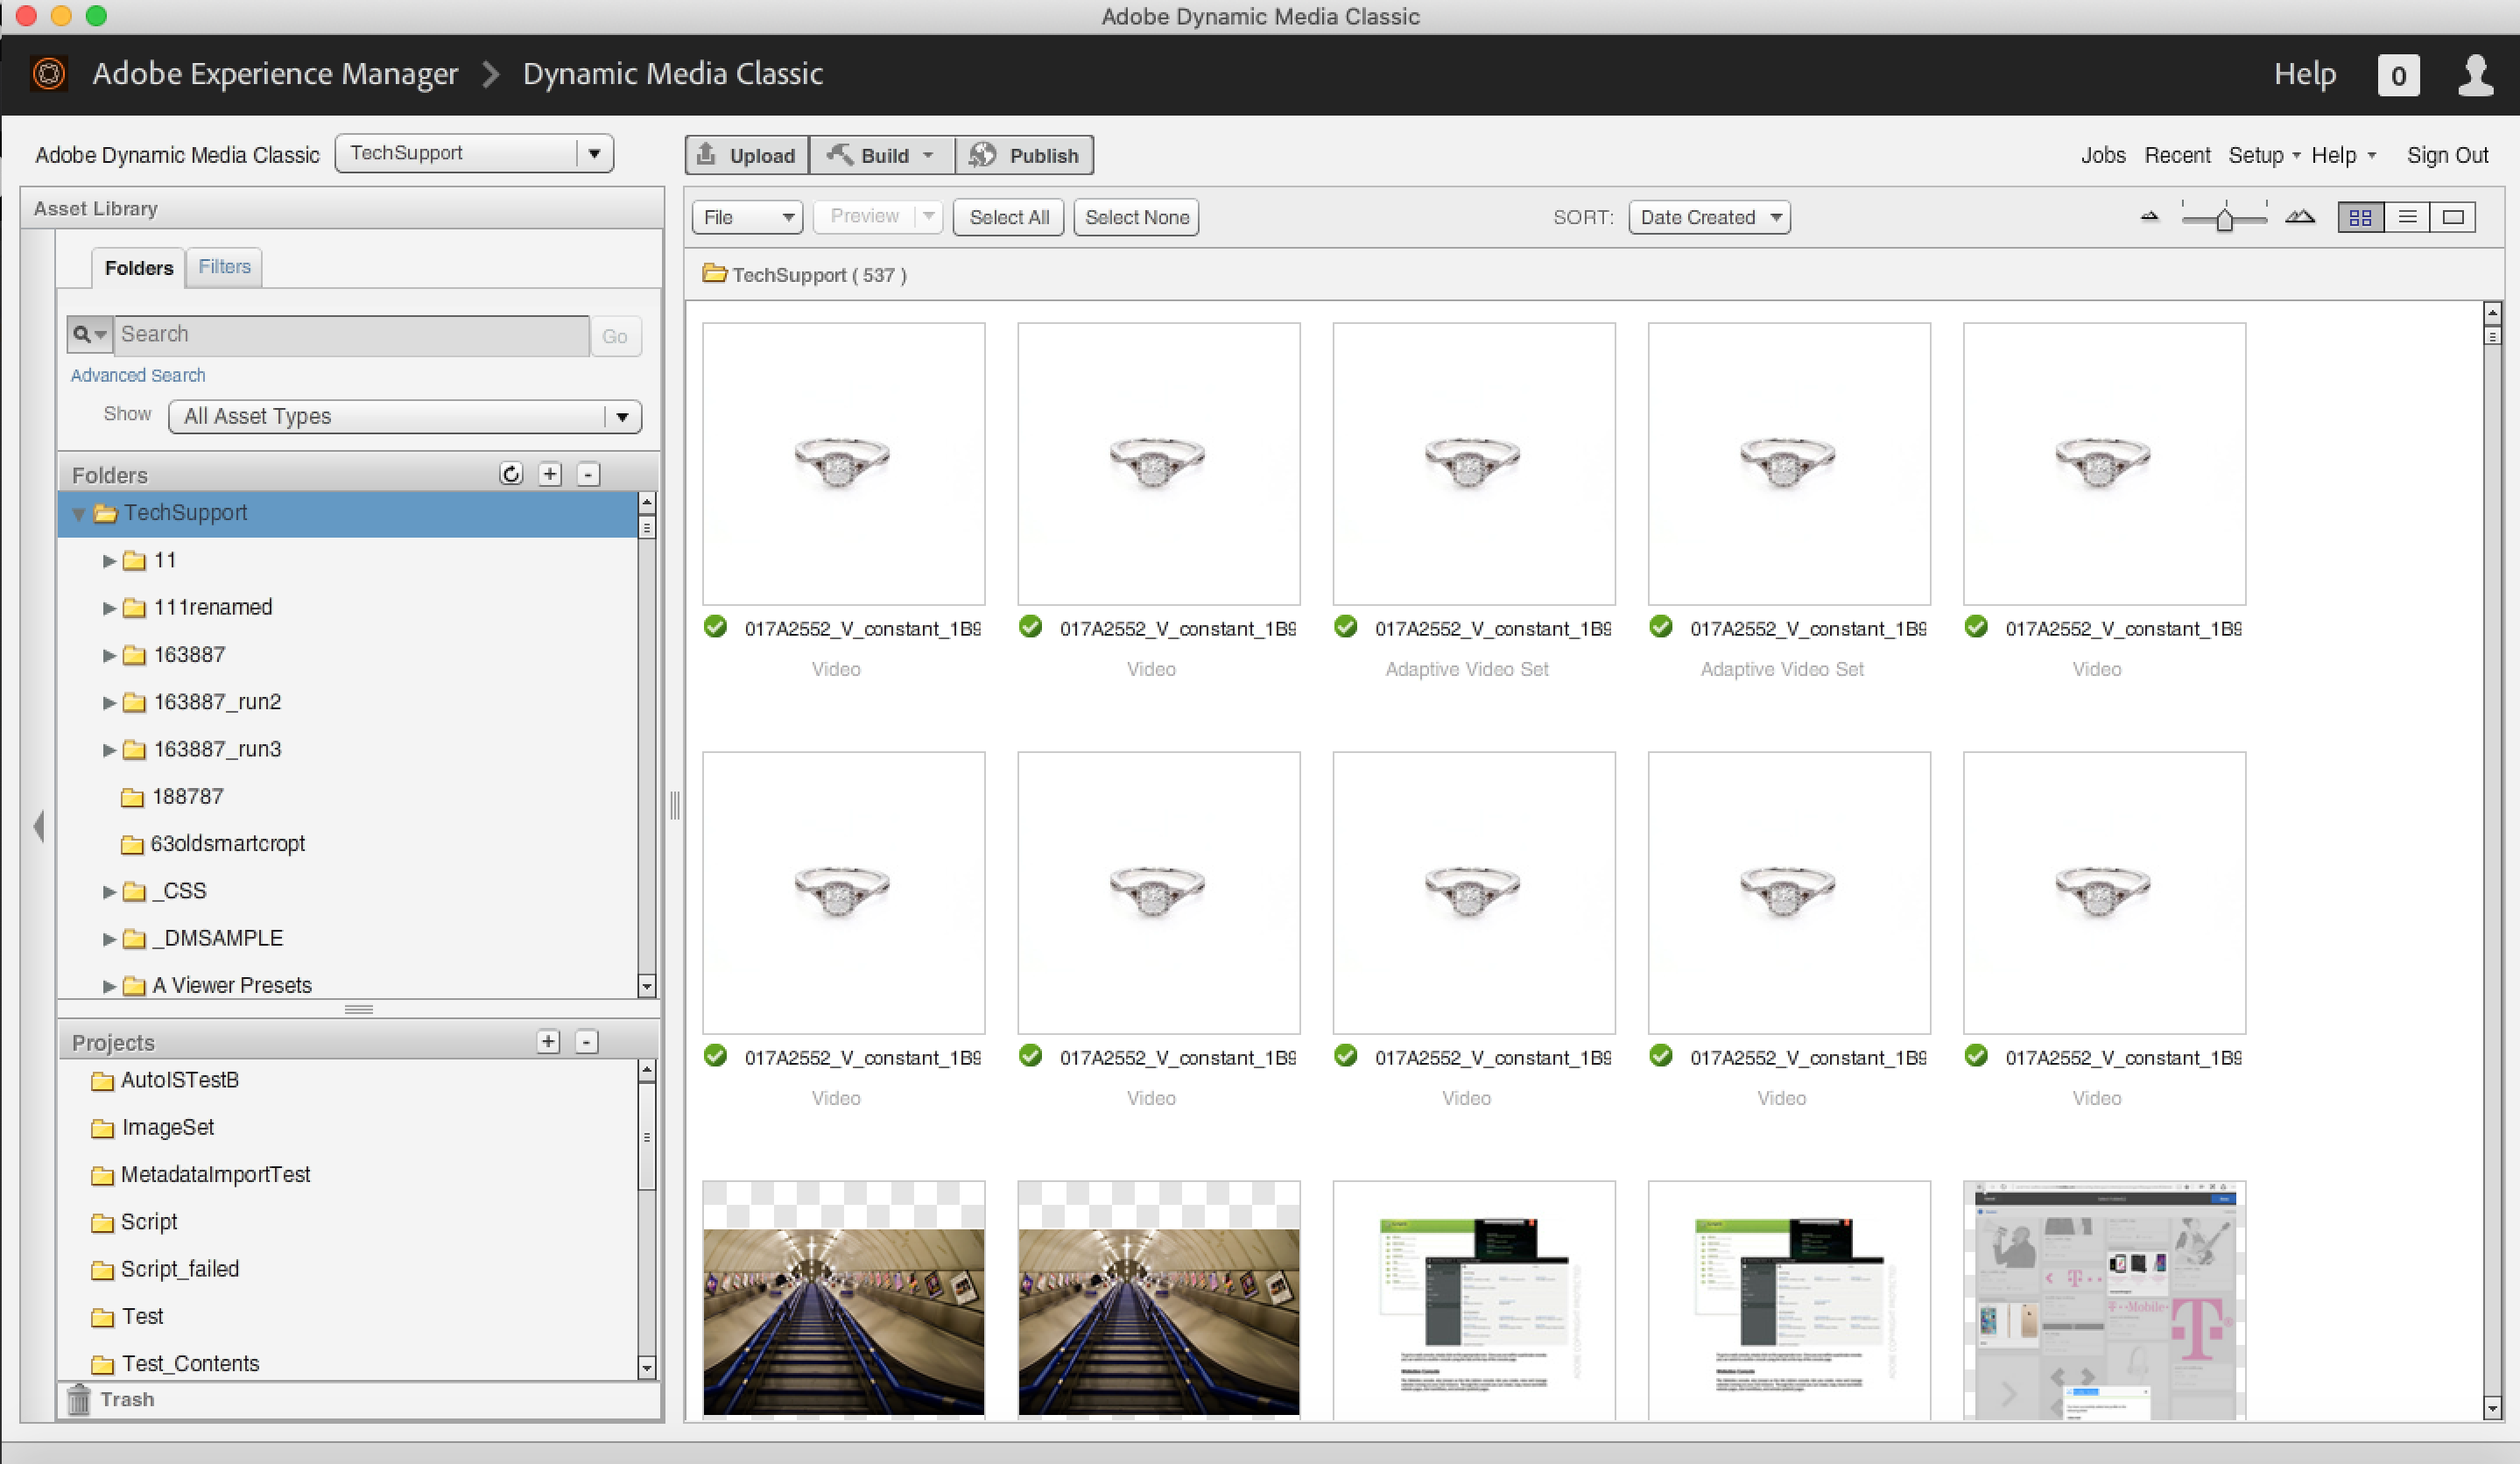 Adobe Dynamic Media Classic
Adobe Experience Manager > Dynamic Media Classic
Help 0
Adobe Dynamic Media Classic TechSupport
Upload Build Publish
Jobs Recent Setup Help Sign Out
Asset Library
File Preview Select All Select None
SORT: Date Created
Folders Filters
TechSupport ( 537 )
Search Go
Advanced Search
Show All Asset Types
Folders + -
TechSupport
11
111renamed
163887
163887_run2
163887_run3
188787
63oldsmartcropt
_CSS
_DMSAMPLE
A Viewer Presets
Projects + -
AutoISTestB
ImageSet
MetadataImportTest
Script
Script_failed
Test
Test_Contents
Trash
017A2552_V_constant_1B9 017A2552_V_constant_1B9 017A2552_V_constant_1B9 017A2552_V_constant_1B9 017A2552_V_constant_1B9
Video Video Adaptive Video Set Adaptive Video Set Video
017A2552_V_constant_1B9 017A2552_V_constant_1B9 017A2552_V_constant_1B9 017A2552_V_constant_1B9 017A2552_V_constant_1B9
Video Video Video Video Video
T
T··Mobile
T